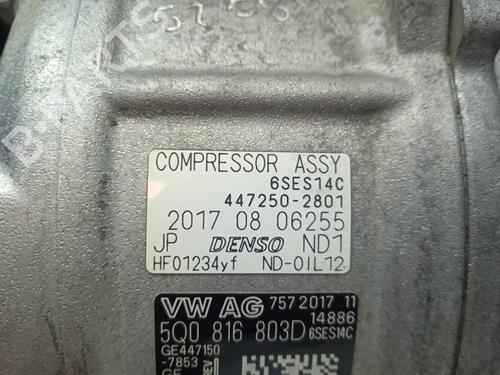 COMPRESSOR ASSY
6SES14C
447250-2801
2017 08 06255
JP DENSO ND1
HF01234yf ND-OIL12
VW AG 757 2017 11
14886
5Q0 816 803D 6SES14C
GE447150
-7853
REV